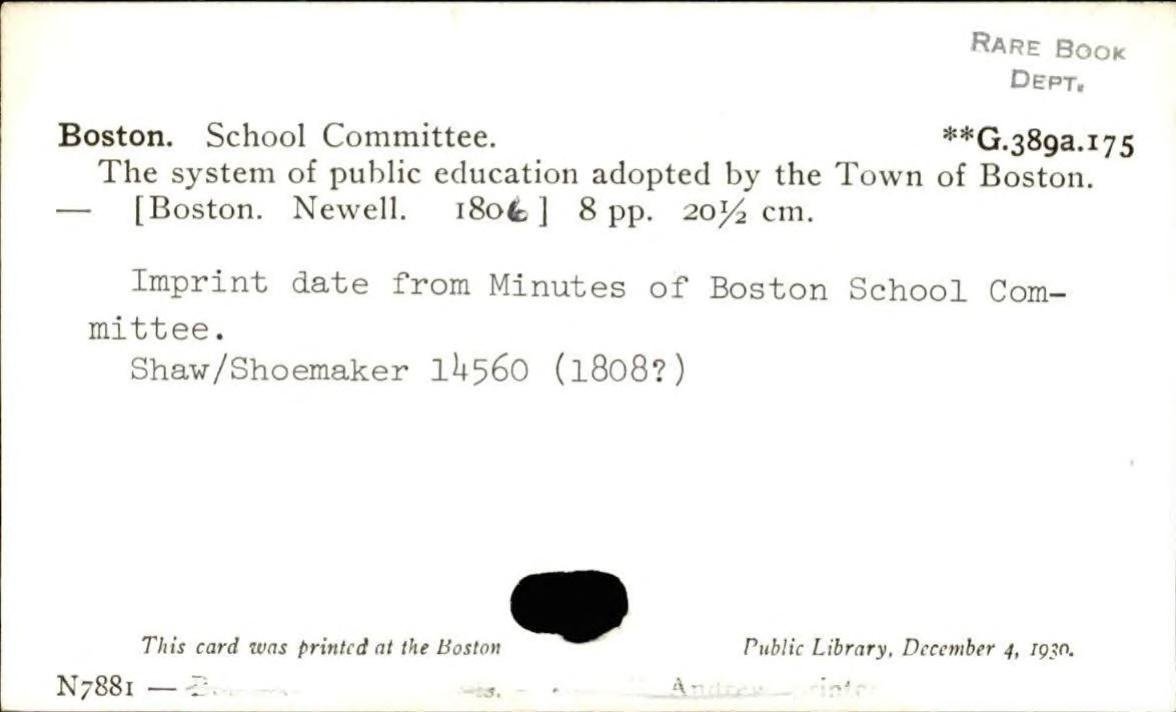 RARE BOOK
DEPT.
Boston. School Committee. **G.389a.175
The system of public education adopted by the Town of Boston.
— [Boston. Newell. 1806] 8 pp. 20½ cm.
Imprint date from Minutes of Boston School Com-
mittee.
Shaw/Shoemaker 14560 (1808?)
This card was printed at the Boston Public Library, December 4, 1930.
N7881 —